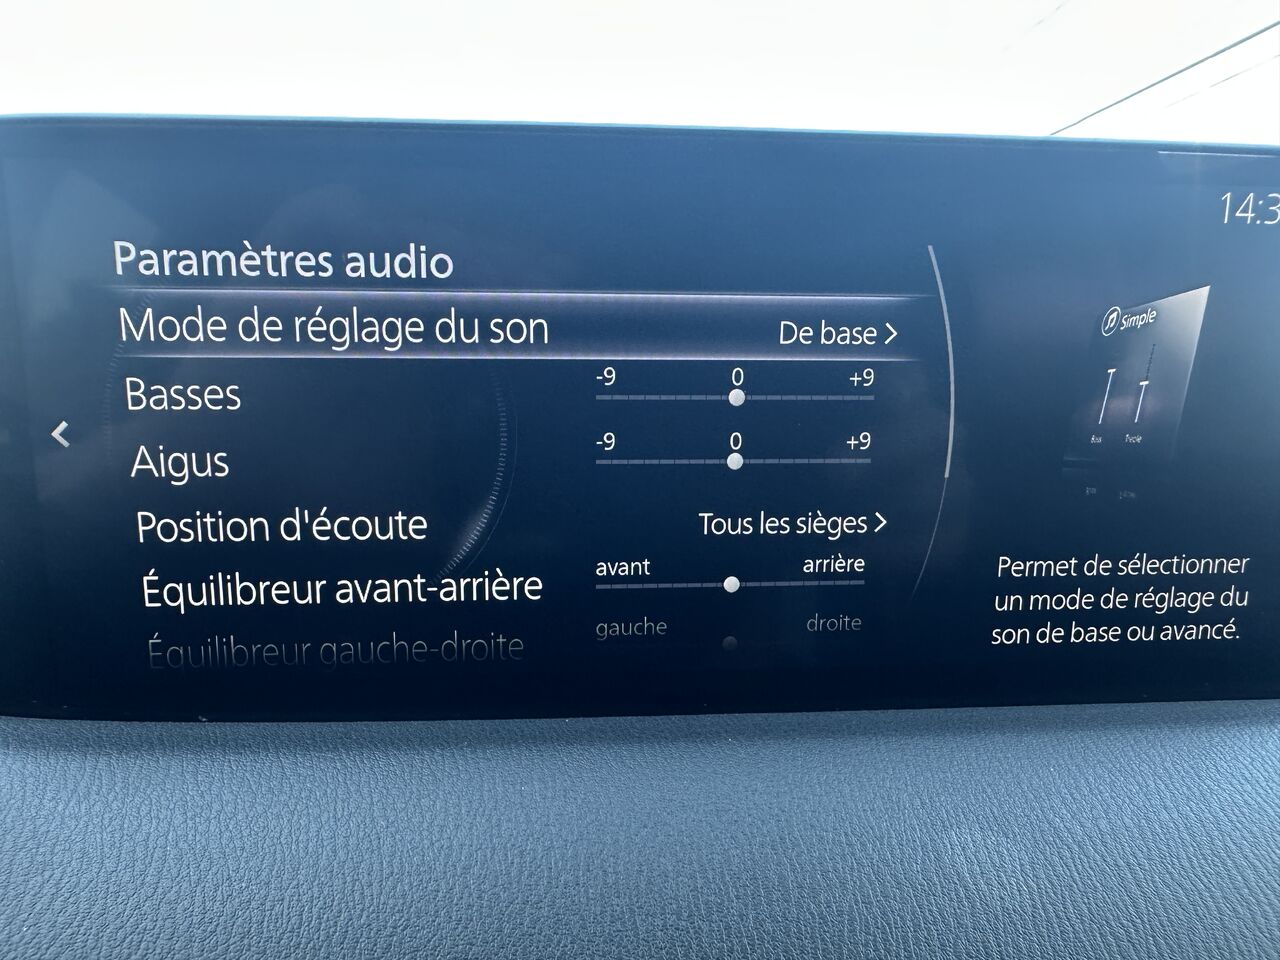 14:3
Paramètres audio
Mode de réglage du son De base >
Basses -9 0 +9
Aigus -9 0 +9
Position d'écoute Tous les sièges >
Équilibreur avant-arrière avant arrière
Équilibreur gauche-droite gauche droite
Simple
Bass Treble
Permet de sélectionner
un mode de réglage du
son de base ou avancé.